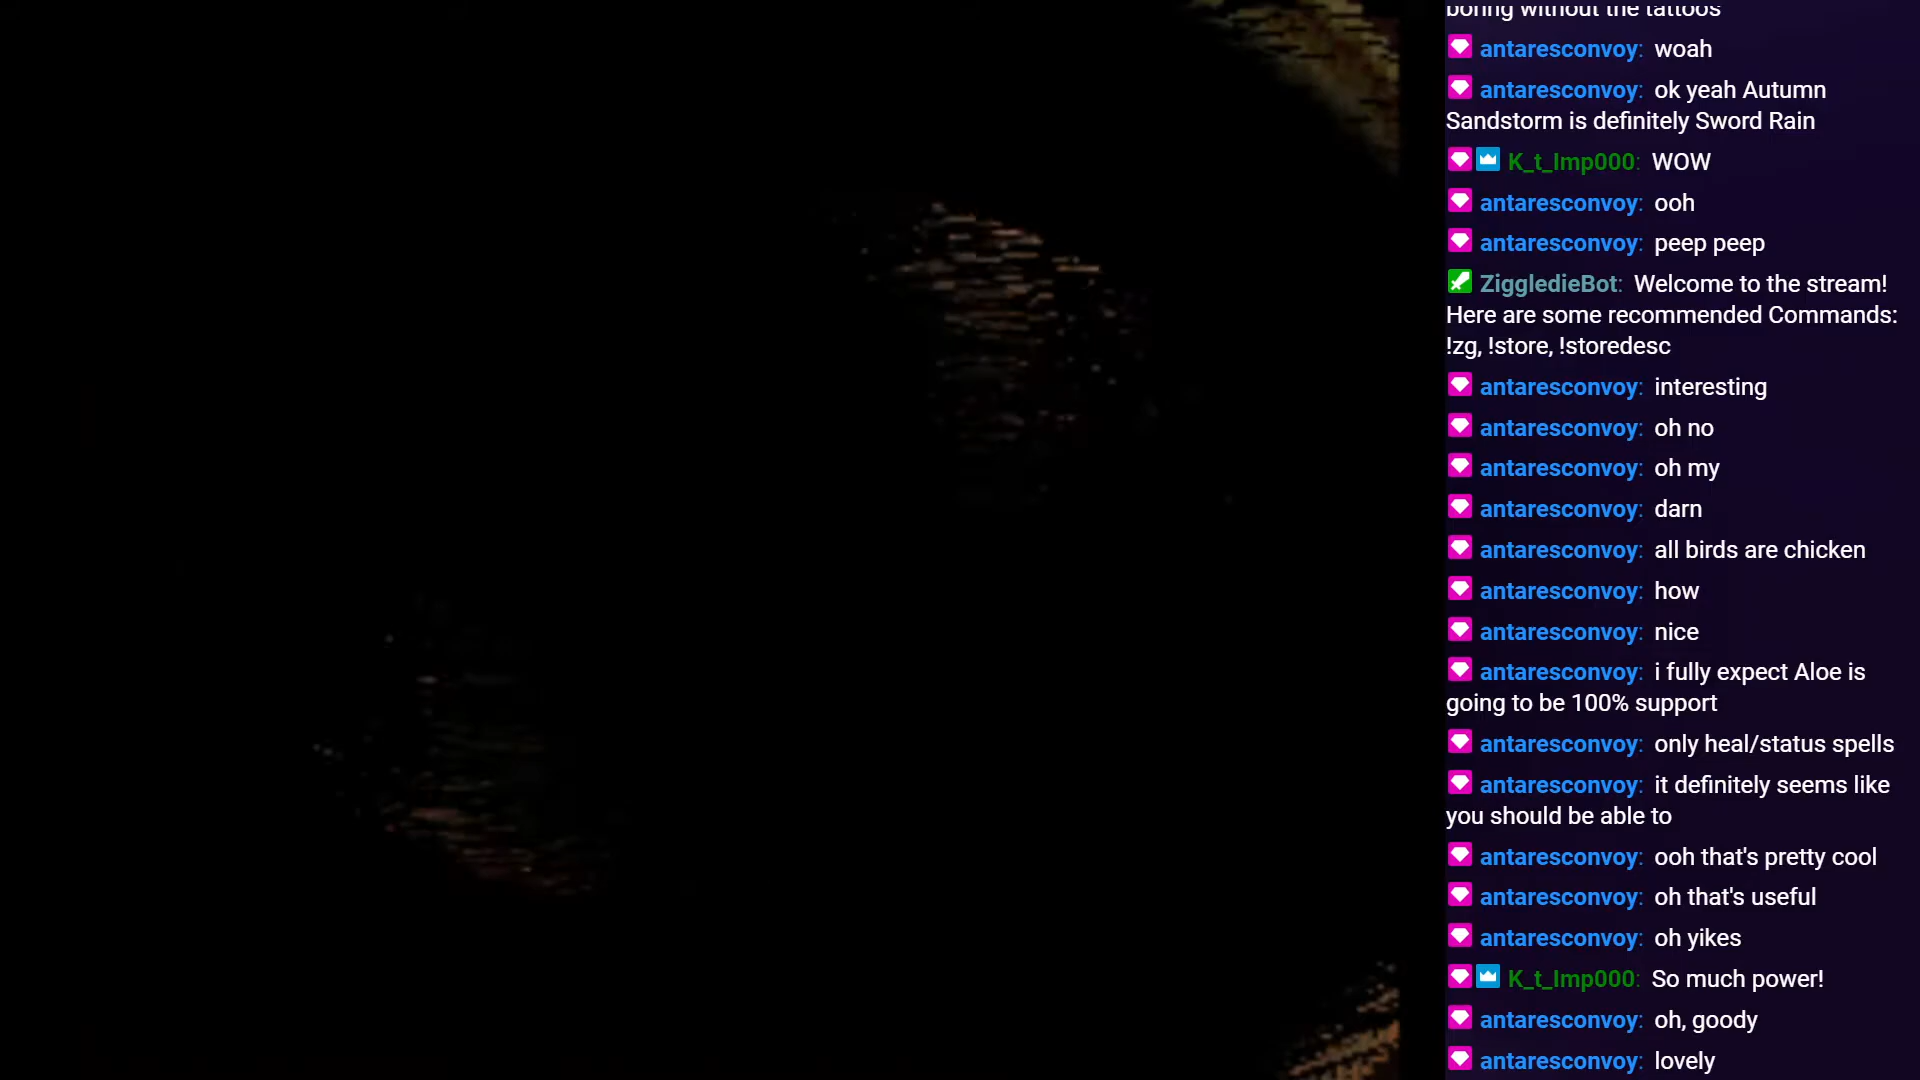 boring without the tattoos
antaresconvoy: woah
antaresconvoy: ok yeah Autumn
Sandstorm is definitely Sword Rain
K_t_Imp000: WOW
antaresconvoy: ooh
antaresconvoy: peep peep
ZiggledieBot: Welcome to the stream!
Here are some recommended Commands:
!zg, !store, !storedesc
antaresconvoy: interesting
antaresconvoy: oh no
antaresconvoy: oh my
antaresconvoy: darn
antaresconvoy: all birds are chicken
antaresconvoy: how
antaresconvoy: nice
antaresconvoy: i fully expect Aloe is
going to be 100% support
antaresconvoy: only heal/status spells
antaresconvoy: it definitely seems like
you should be able to
antaresconvoy: ooh that's pretty cool
antaresconvoy: oh that's useful
antaresconvoy: oh yikes
K_t_Imp000: So much power!
antaresconvoy: oh, goody
antaresconvoy: lovely